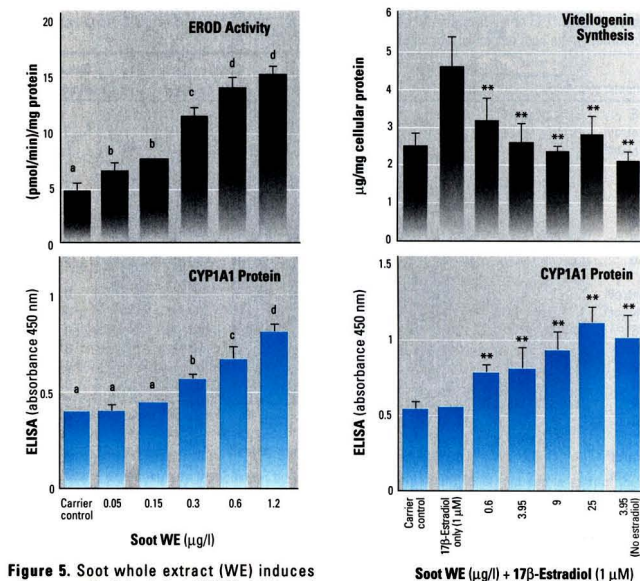 EROD Activity
20
15
10
5
0
(pmol/min)/mg protein
a
b
b
c
d
d
CYP1A1 Protein
1
0.5
0
ELISA (absorbance 450 nm)
a
a
a
b
c
d
Carrier control
0.05
0.15
0.3
0.6
1.2
Soot WE (µg/l)
Figure 5. Soot whole extract (WE) induces
Vitellogenin
Synthesis
6
5
4
3
2
1
0
µg/mg cellular protein
**
**
**
**
**
CYP1A1 Protein
1.5
1
0.5
0
ELISA (absorbance 450 nm)
**
**
**
**
**
Carrier control
17β-Estradiol only (1 µM)
0.6
3.95
9
25
3.95 (No estradiol)
Soot WE (µg/l) + 17β-Estradiol (1 µM)